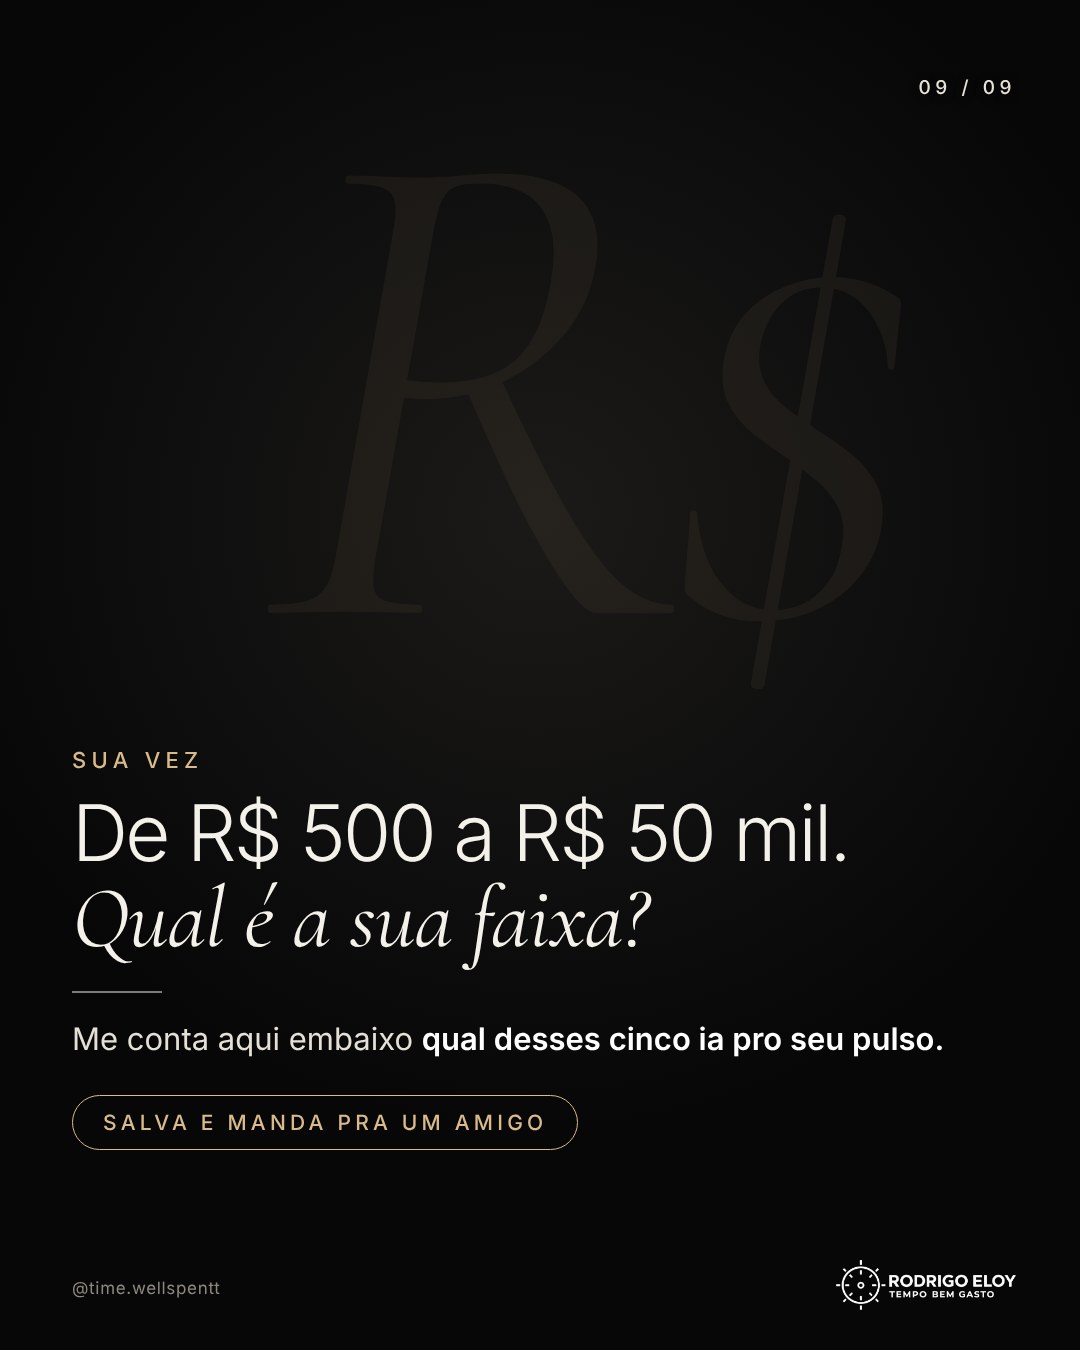 09 / 09
R$
SUA VEZ
De R$ 500 a R$ 50 mil.
Qual é a sua faixa?
Me conta aqui embaixo qual desses cinco ia pro seu pulso.
SALVA E MANDA PRA UM AMIGO
@time.wellspentt
RODRIGO ELOY
TEMPO BEM GASTO